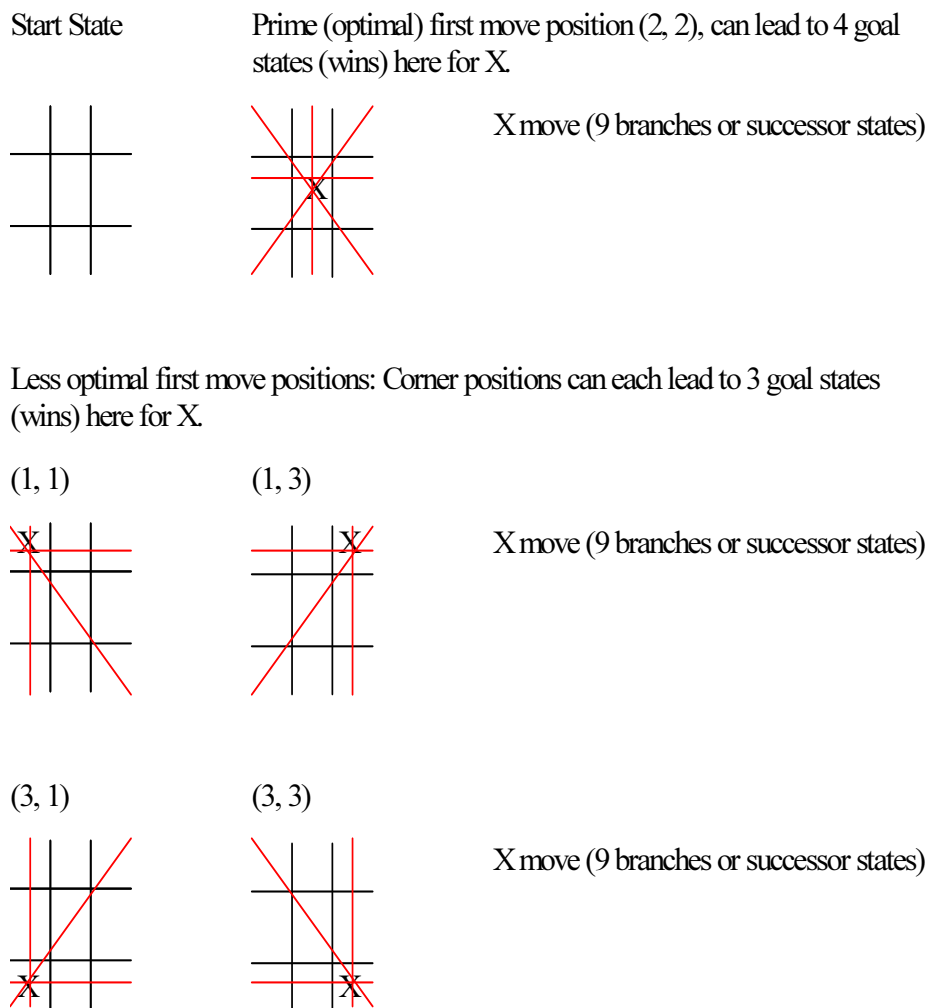 Start State
Prime (optimal) first move position (2, 2), can lead to 4 goal
states (wins) here for X.
X move (9 branches or successor states)
X
Less optimal first move positions: Corner positions can each lead to 3 goal states
(wins) here for X.
(1, 1)
(1, 3)
X
X
X move (9 branches or successor states)
(3, 1)
(3, 3)
X move (9 branches or successor states)
X
X